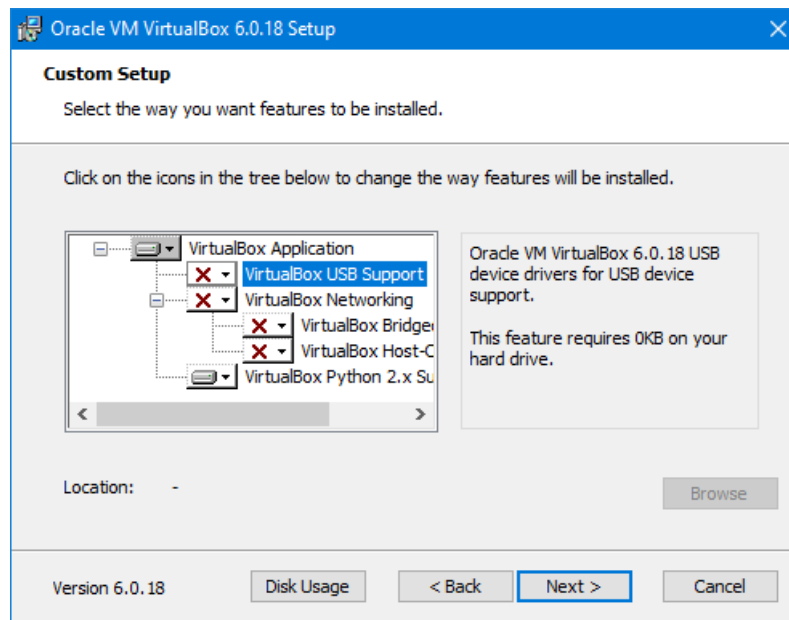 Oracle VM VirtualBox 6.0.18 Setup
Custom Setup
Select the way you want features to be installed.
Click on the icons in the tree below to change the way features will be installed.
VirtualBox Application
VirtualBox USB Support
VirtualBox Networking
VirtualBox Bridge
VirtualBox Host-
VirtualBox Python 2.x Su
Oracle VM VirtualBox 6.0.18 USB
device drivers for USB device
support.
This feature requires 0KB on your
hard drive.
Location: -
Browse
Version 6.0.18
Disk Usage
< Back
Next >
Cancel